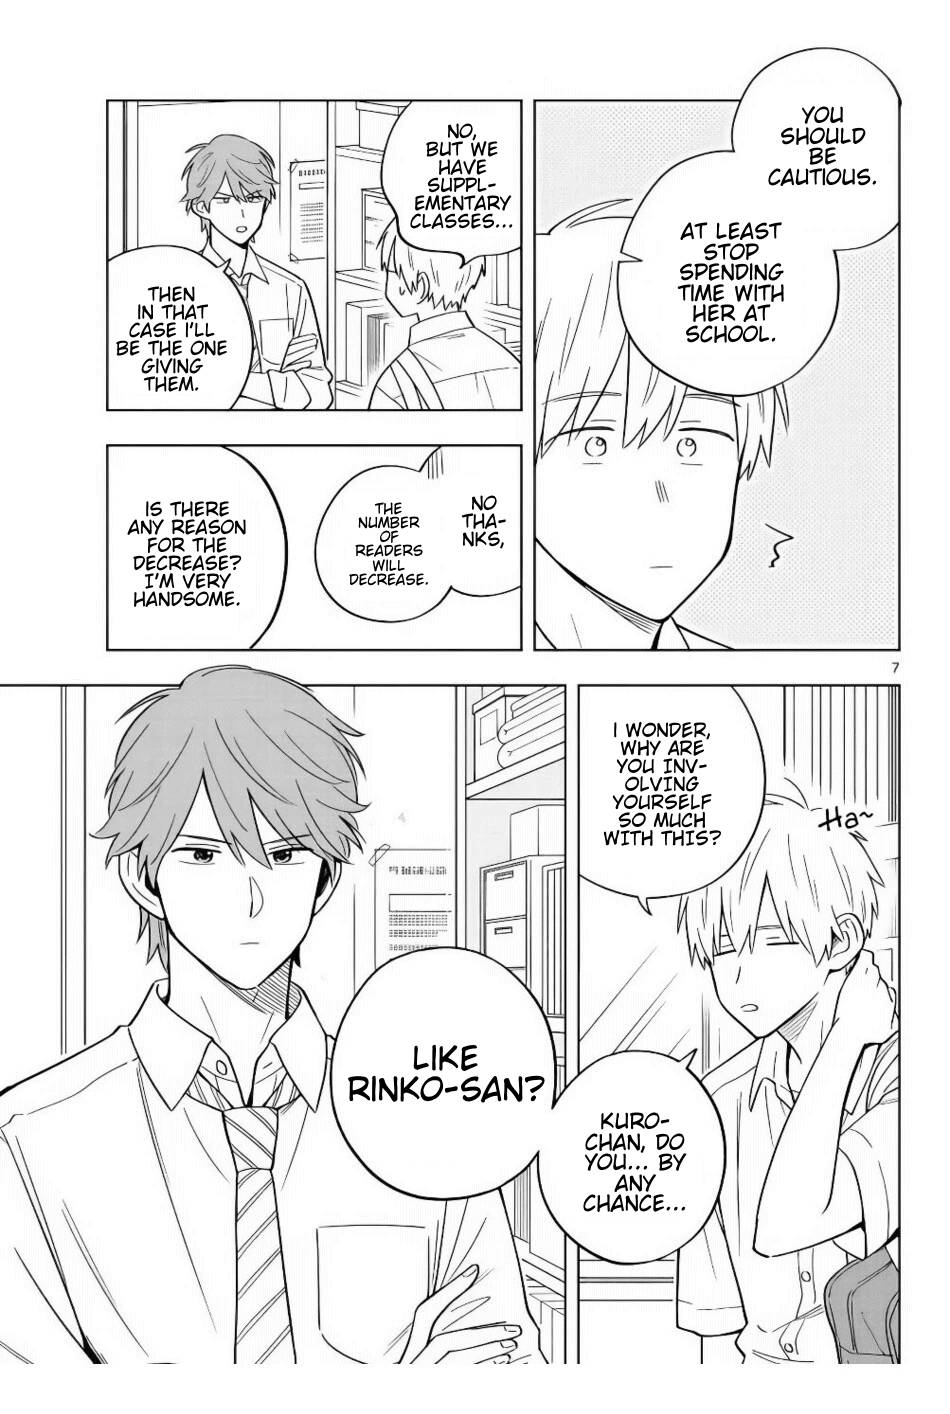 YOU
SHOULD
BE
CAUTIOUS.
AT LEAST
STOP
SPENDING
TIME WITH
HER AT
SCHOOL.
NO,
BUT WE
HAVE
SUPPL-
EMENTARY
CLASSES...
THEN
IN THAT
CASE I'LL
BE THE ONE
GIVING
THEM.
NO
THA-
NKS,
THE
NUMBER
OF
READERS
WILL
DECREASE.
IS THERE
ANY REASON
FOR THE
DECREASE?
I'M VERY
HANDSOME.
7
I WONDER,
WHY ARE
YOU INV-
OLVING
YOURSELF
SO MUCH
WITH THIS?
Ha~
KURO-
CHAN, DO
YOU... BY
ANY
CHANCE...
LIKE
RINKO-SAN?